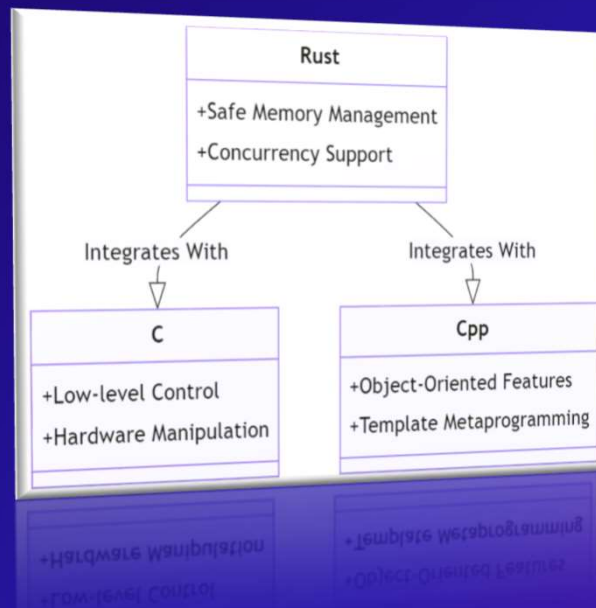 Rust
+Safe Memory Management
+Concurrency Support
Integrates With
Integrates With
C
+Low-level Control
+Hardware Manipulation
Cpp
+Object-Oriented Features
+Template Metaprogramming